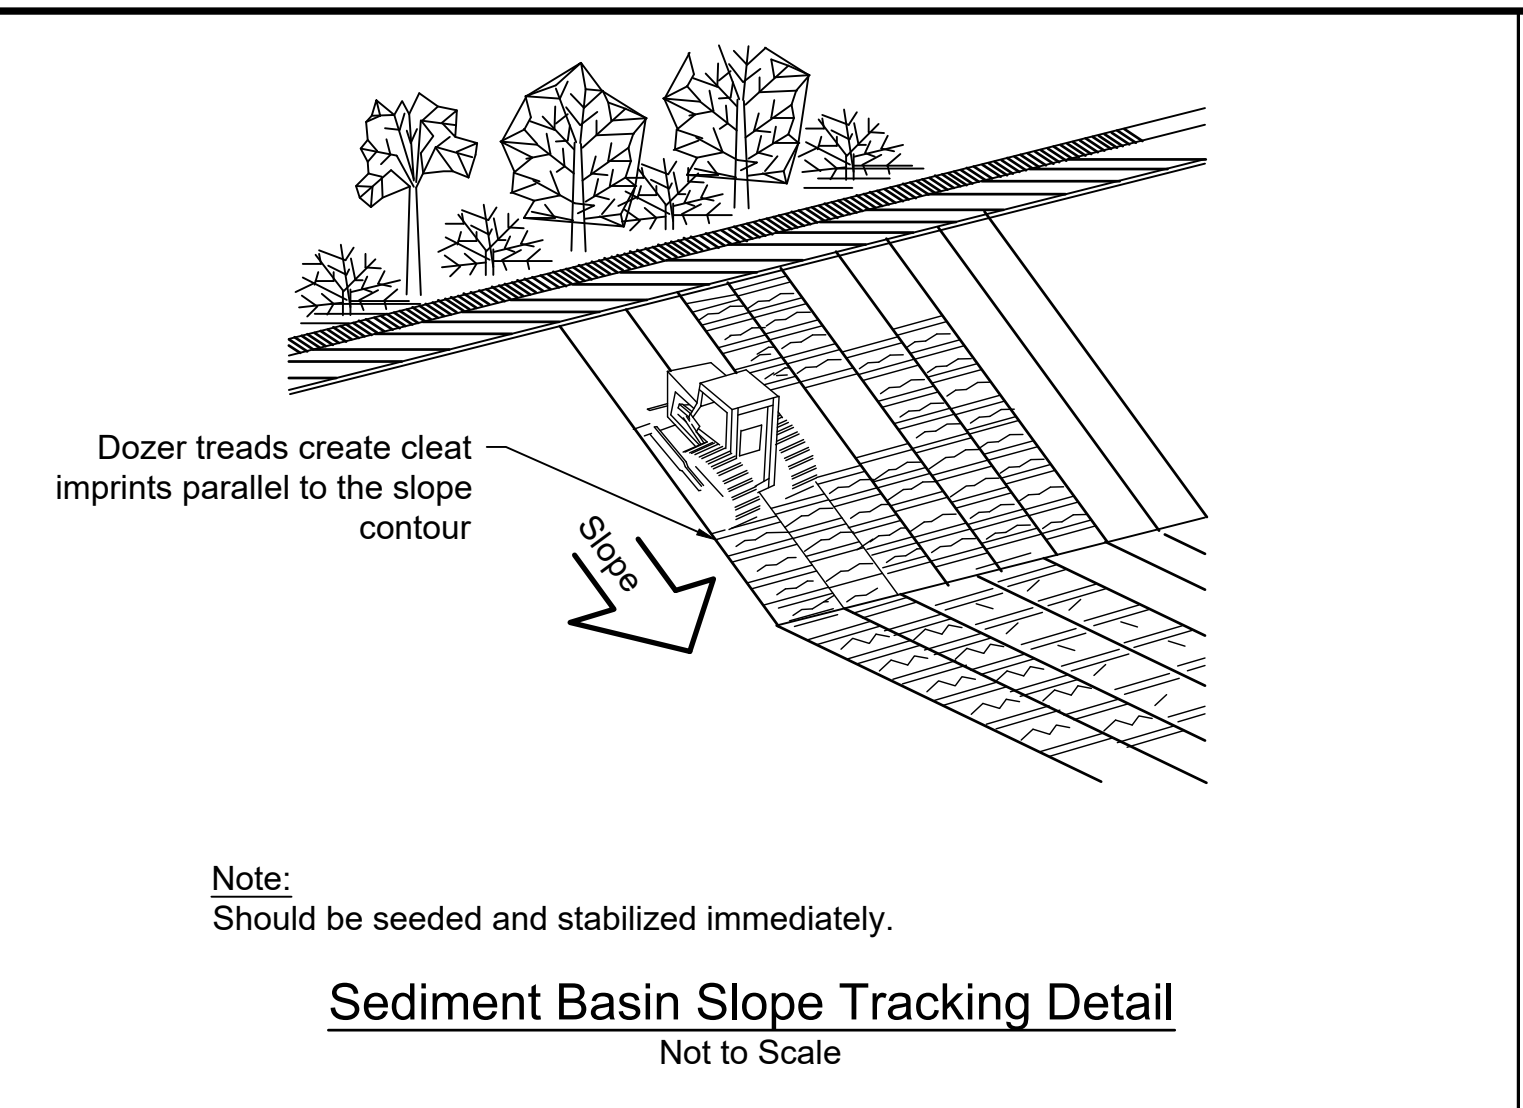 Dozer treads create cleat
imprints parallel to the slope
contour
Slope
Note:
Should be seeded and stabilized immediately.
Sediment Basin Slope Tracking Detail
Not to Scale